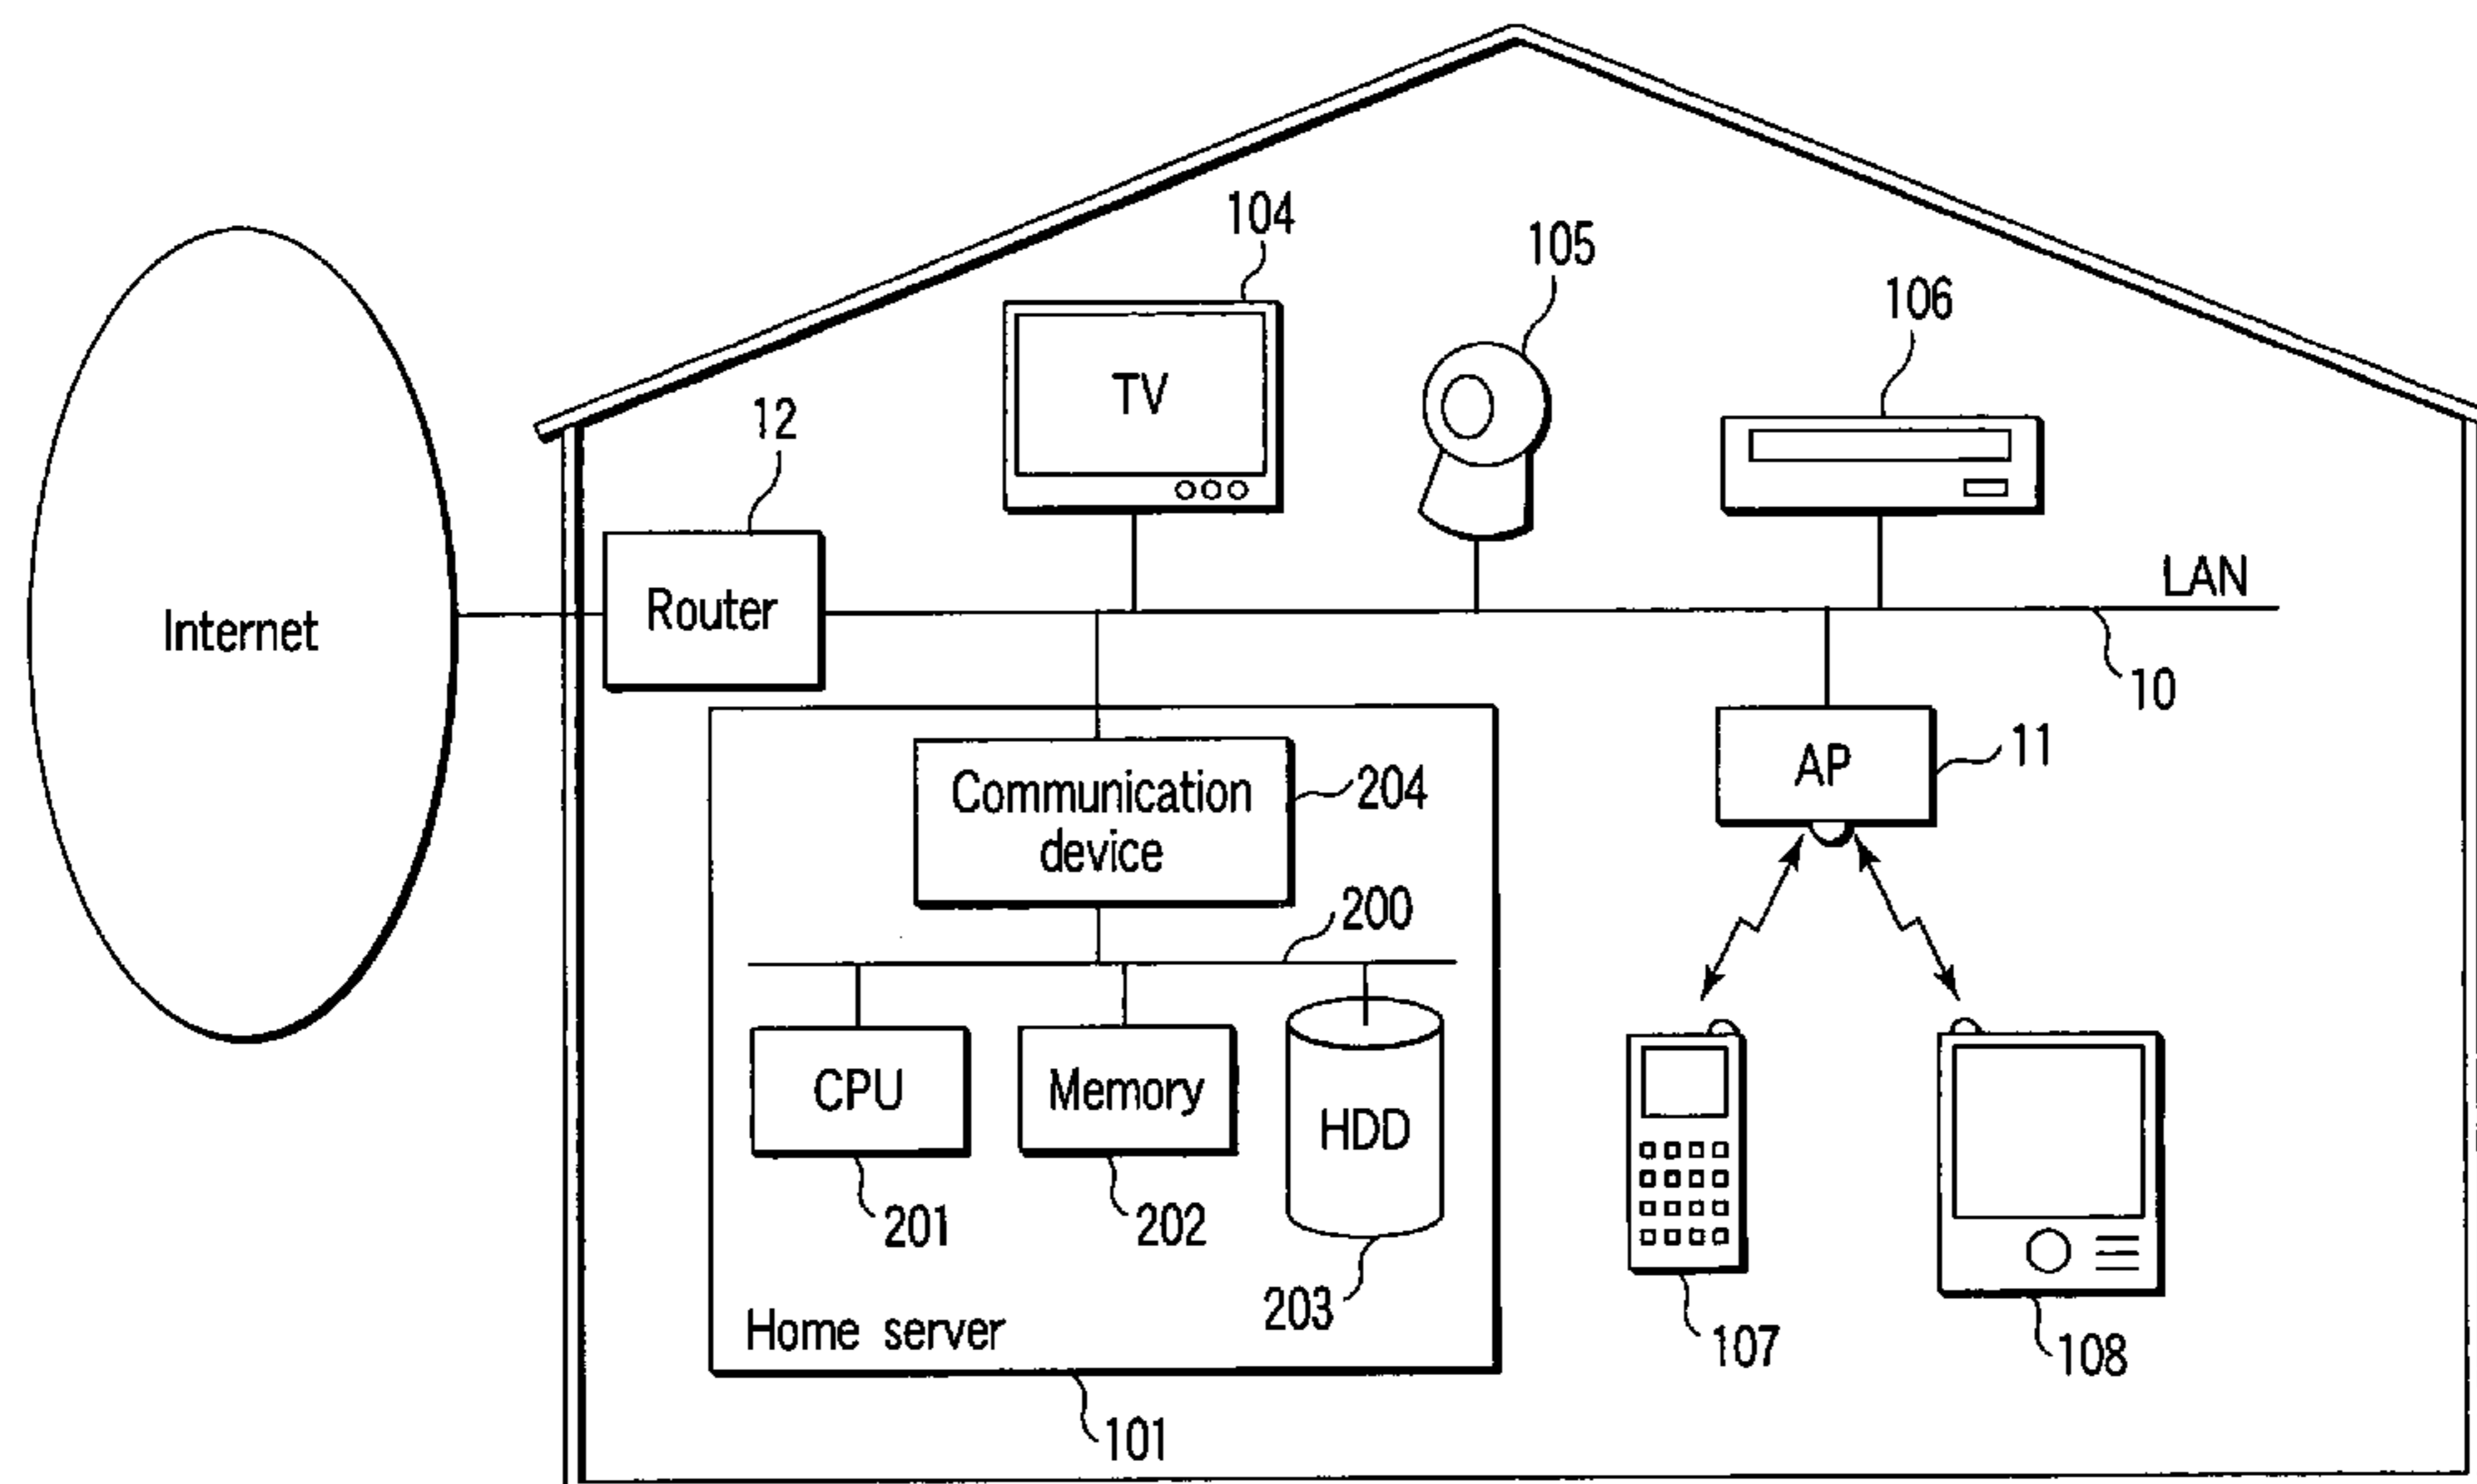 104
105
106
TV
12
LAN
Router
Internet
10
AP
11
Communication
device
204
200
CPU
Memory
HDD
201
202
203
Home server
107
108
101